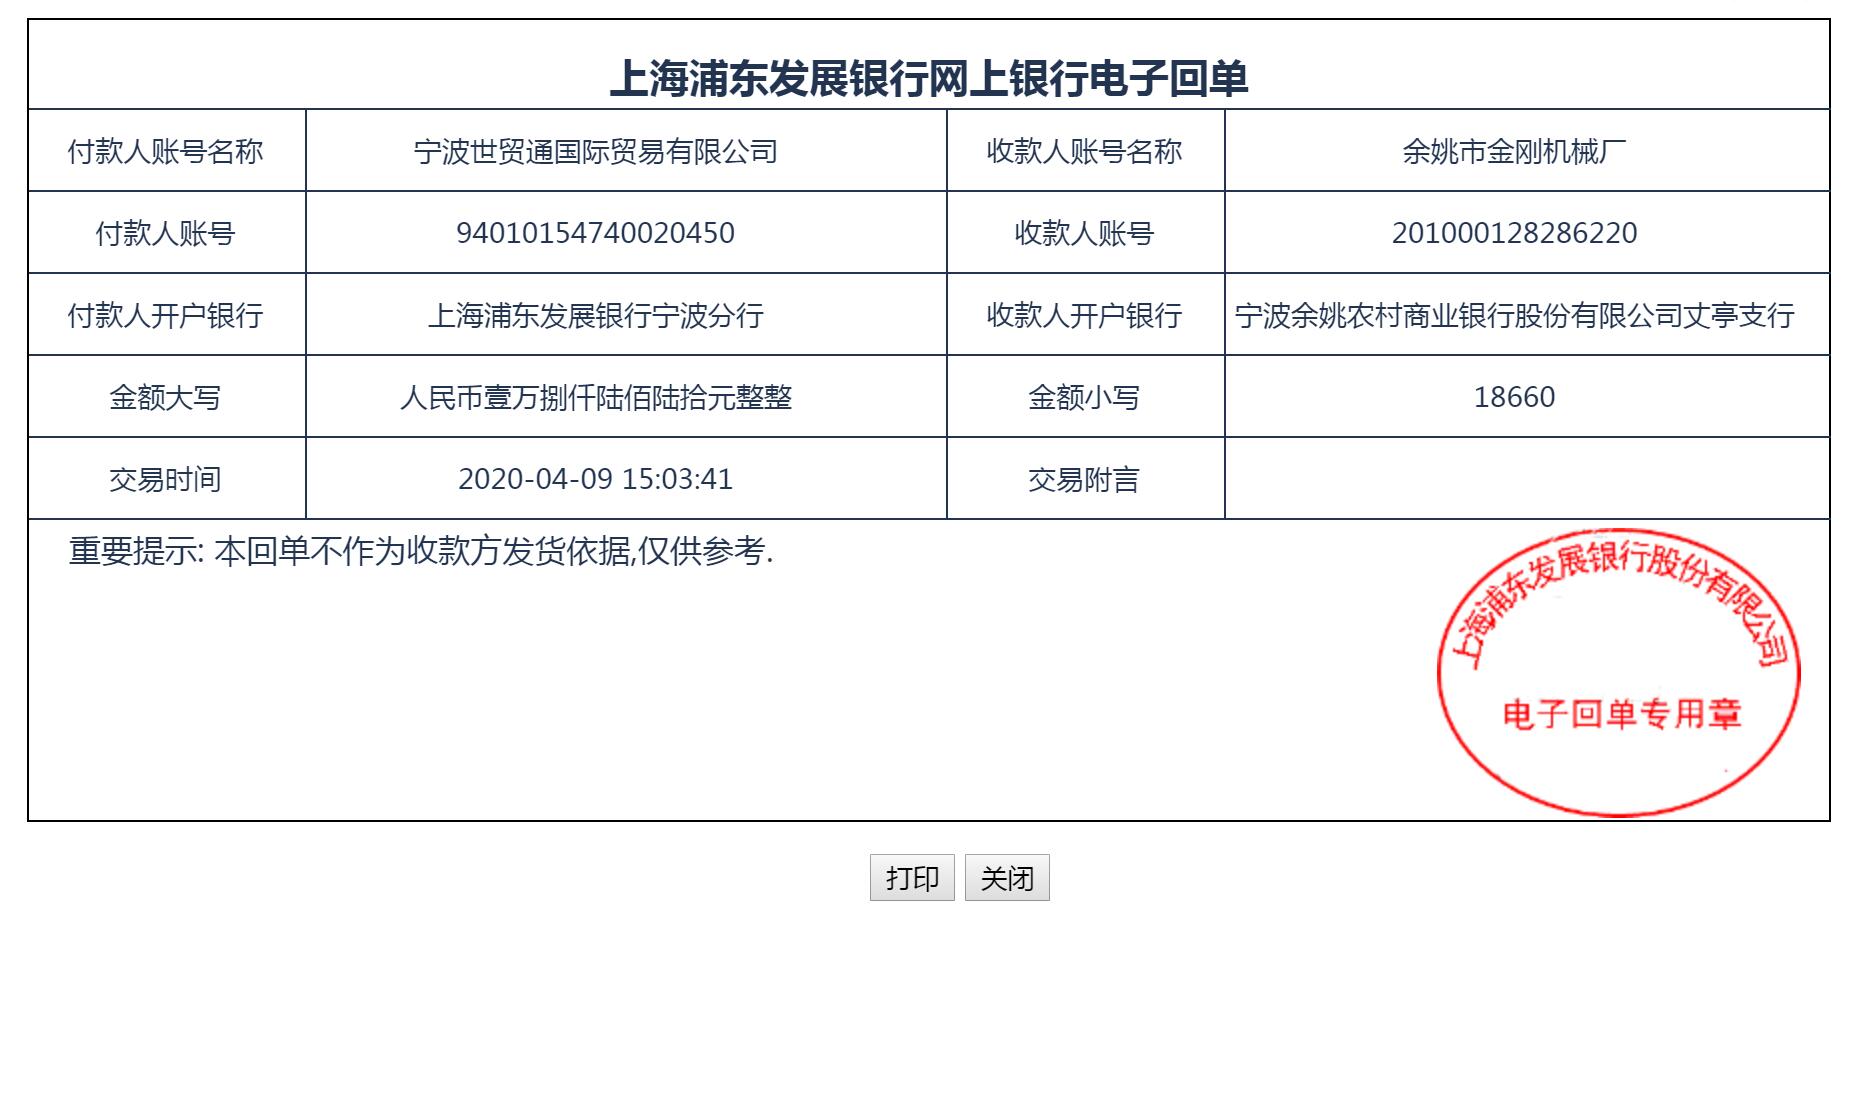 上海浦东发展银行网上银行电子回单
付款人账号名称 宁波世贸通国际贸易有限公司 收款人账号名称 余姚市金刚机械厂
付款人账号 94010154740020450 收款人账号 201000128286220
付款人开户银行 上海浦东发展银行宁波分行 收款人开户银行 宁波余姚农村商业银行股份有限公司丈亭支行
金额大写 人民币壹万捌仟陆佰陆拾元整整 金额小写 18660
交易时间 2020-04-09 15:03:41 交易附言
重要提示: 本回单不作为收款方发货依据,仅供参考.
上海浦东发展银行股份有限公司
电子回单专用章
打印 关闭